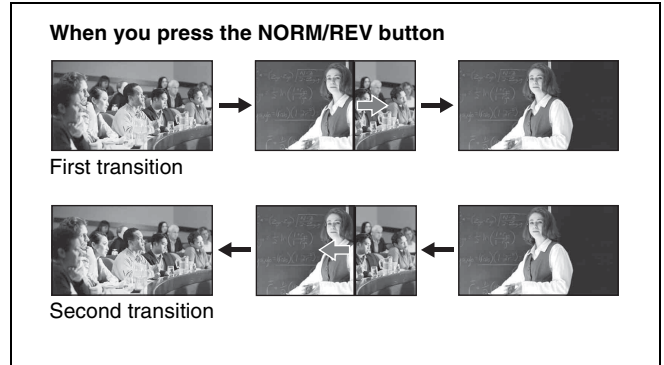 When you press the NORM/REV button
First transition
Second transition